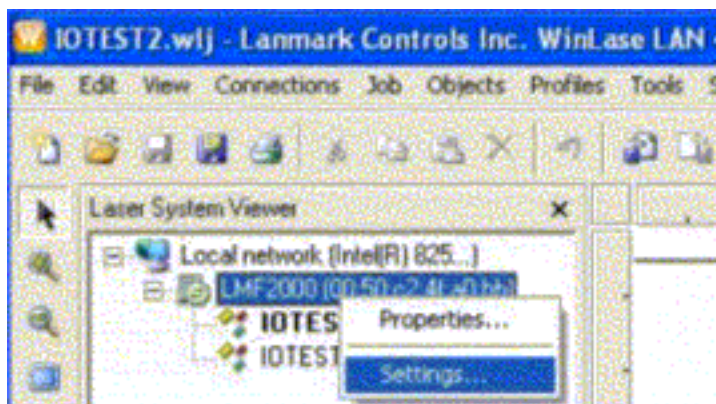 IOTEST2.wlj - Lanmark Controls Inc. WinLase LAN
File Edit View Connections Job Objects Profiles Tools
Laser System Viewer
Local network (Intel(R) 825...)
LMF2000
IOTES
Properties...
IOTEST
Settings...